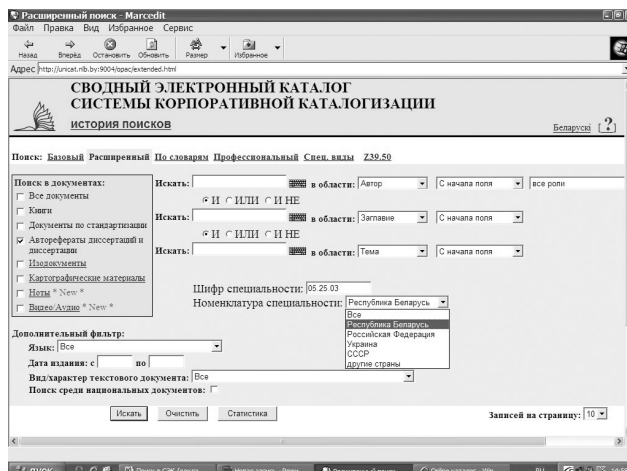 Расширенный поиск - Marcedit
Файл Правка Вид Избранное Сервис
Назад Вперёд Остановить Обновить Размер Избранное
Адрес http://unicat.nlb.by:9004/opac/extended.html
СВОДНЫЙ ЭЛЕКТРОННЫЙ КАТАЛОГ
СИСТЕМЫ КОРПОРАТИВНОЙ КАТАЛОГИЗАЦИИ
история поисков
Беларускі [?]
Поиск: Базовый Расширенный По словарям Профессиональный Спец. виды Z39.50
Поиск в документах:
Все документы
Книги
Документы по стандартизации
Авторефераты диссертаций и
диссертации
Изодокументы
Картографические материалы
Ноты * New *
Видео/Аудио * New *
Искать: в области: Автор С начала поля все роли
И ИЛИ И НЕ
Искать: в области: Заглавие С начала поля
И ИЛИ И НЕ
Искать: в области: Тема С начала поля
Шифр специальности: 05.25.03
Номенклатура специальности: Республика Беларусь
Все
Республика Беларусь
Российская Федерация
Украина
СССР
другие страны
Дополнительный фильтр:
Язык: Все
Дата издания: с по
Вид/характер текстового документа: Все
Поиск среди национальных документов:
Искать Очистить Статистика
Записей на страницу: 10